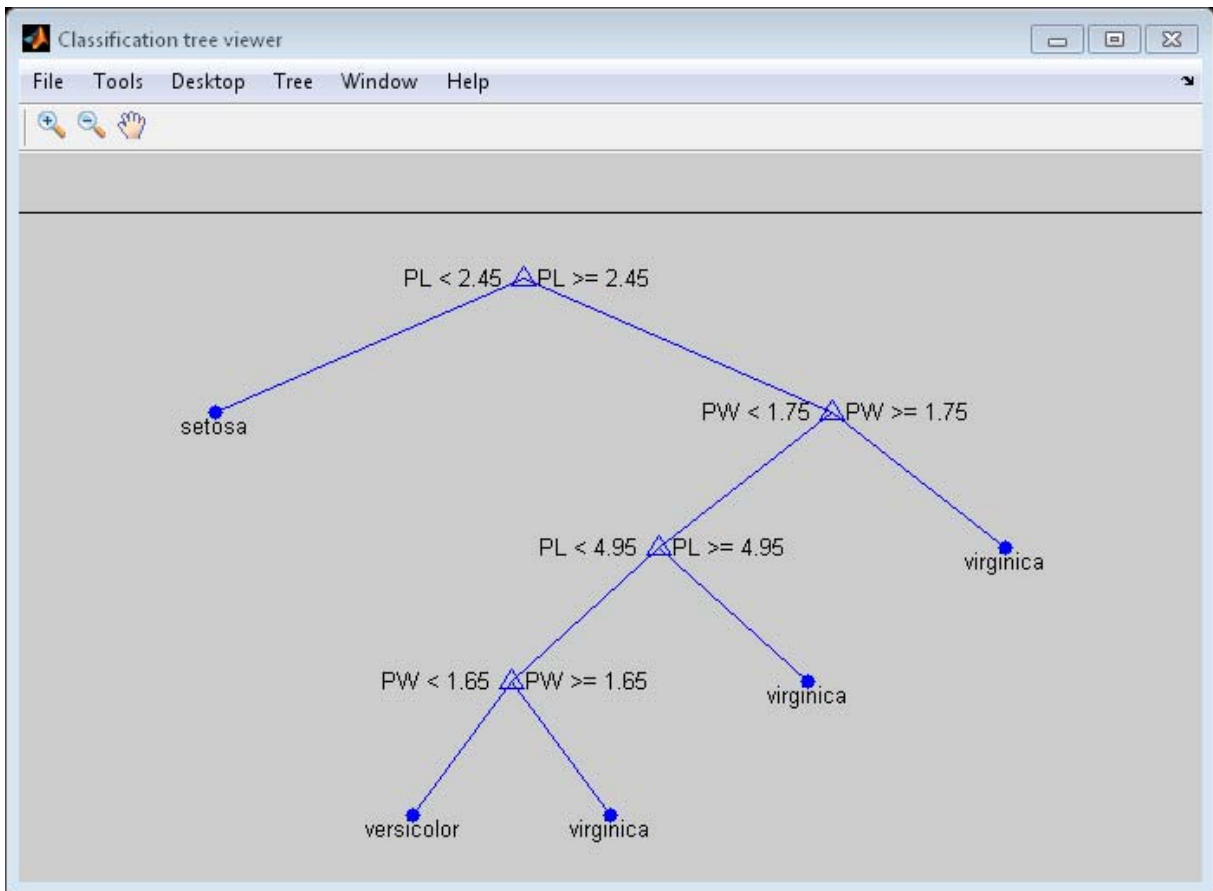 Classification tree viewer
File Tools Desktop Tree Window Help
PL < 2.45 PL >= 2.45
setosa
PW < 1.75 PW >= 1.75
PL < 4.95 PL >= 4.95
virginica
PW < 1.65 PW >= 1.65
virginica
versicolor virginica